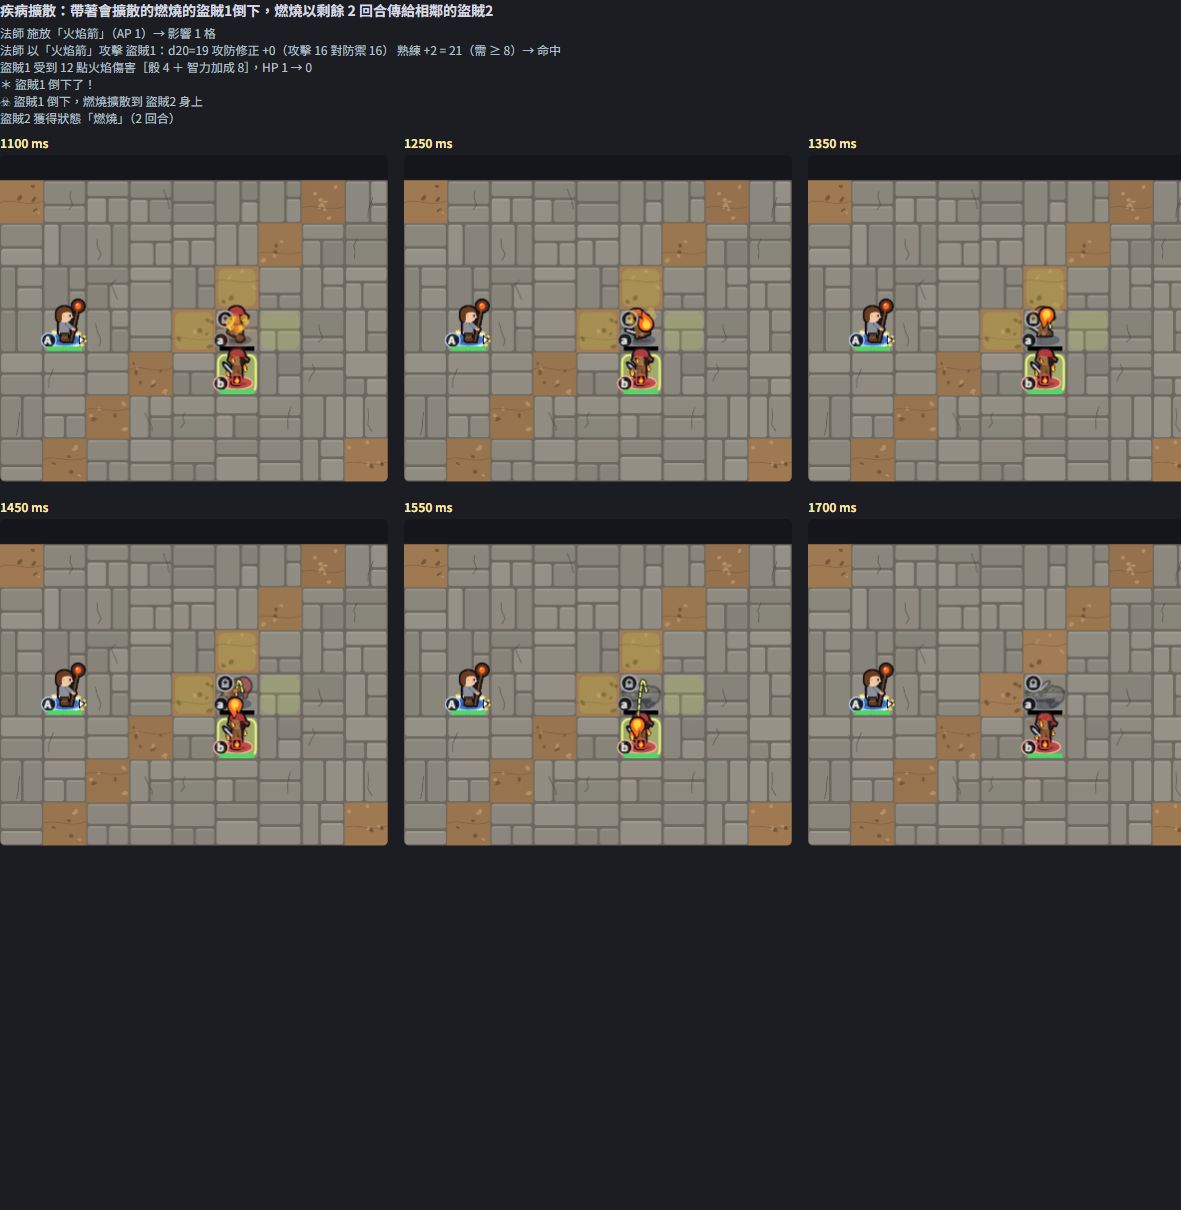 疾病擴散：帶著會擴散的燃燒的盜賊1倒下，燃燒以剩餘 2 回合傳給相鄰的盜賊2
法師 施放「火焰箭」（AP 1）→ 影響 1 格
法師 以「火焰箭」攻擊 盜賊1：d20=19 攻防修正 +0（攻擊 16 對防禦 16） 熟練 +2 = 21（需 ≥ 8）→ 命中
盜賊1 受到 12 點火焰傷害［骰 4 ＋ 智力加成 8］，HP 1 → 0
＊ 盜賊1 倒下了！
☣ 盜賊1 倒下，燃燒擴散到 盜賊2 身上
盜賊2 獲得狀態「燃燒」（2 回合）
1100 ms
1250 ms
1350 ms
A
a
b
A
a
b
A
a
b
1450 ms
1550 ms
1700 ms
A
a
b
A
a
b
A
a
b